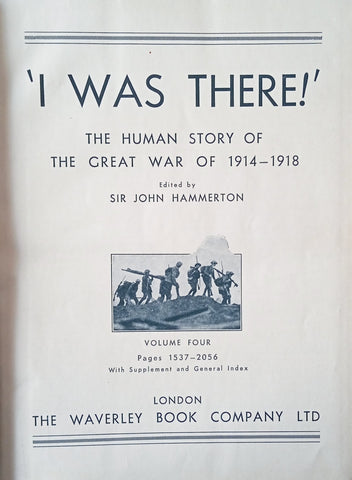 'I WAS THERE!'
THE HUMAN STORY OF
THE GREAT WAR OF 1914–1918
Edited by
SIR JOHN HAMMERTON
VOLUME FOUR
Pages 1537–2056
With Supplement and General Index
LONDON
THE WAVERLEY BOOK COMPANY LTD